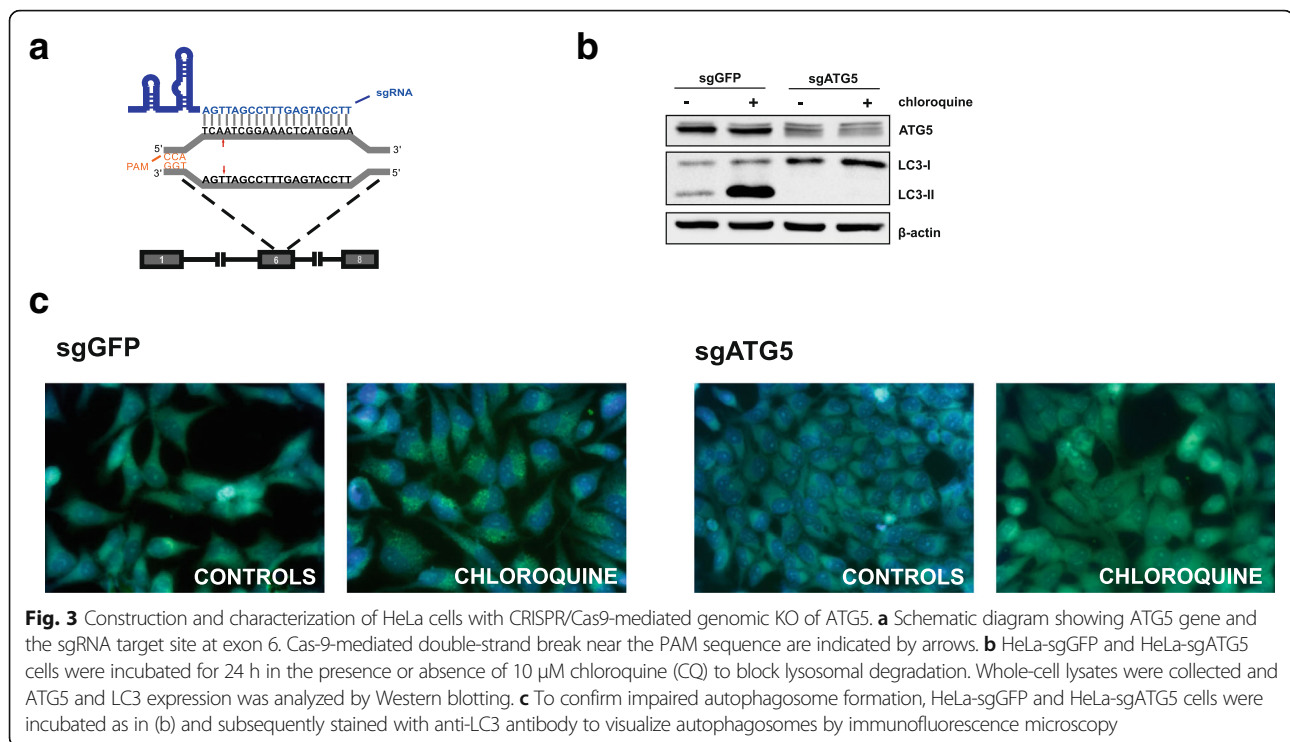 a
AGTTAGCCTTTGAGTACCTT
sgRNA
TCAATCGGAAACTCATGGAA
5'
3'
PAM
CCA
GGT
3'
5'
AGTTAGCCTTTGAGTACCTT
1
6
8
b
sgGFP
sgATG5
-
+
-
+
chloroquine
ATG5
LC3-I
LC3-II
β-actin
c
sgGFP
sgATG5
CONTROLS
CHLOROQUINE
CONTROLS
CHLOROQUINE
Fig. 3 Construction and characterization of HeLa cells with CRISPR/Cas9-mediated genomic KO of ATG5. a Schematic diagram showing ATG5 gene and
the sgRNA target site at exon 6. Cas-9-mediated double-strand break near the PAM sequence are indicated by arrows. b HeLa-sgGFP and HeLa-sgATG5
cells were incubated for 24 h in the presence or absence of 10 μM chloroquine (CQ) to block lysosomal degradation. Whole-cell lysates were collected and
ATG5 and LC3 expression was analyzed by Western blotting. c To confirm impaired autophagosome formation, HeLa-sgGFP and HeLa-sgATG5 cells were
incubated as in (b) and subsequently stained with anti-LC3 antibody to visualize autophagosomes by immunofluorescence microscopy